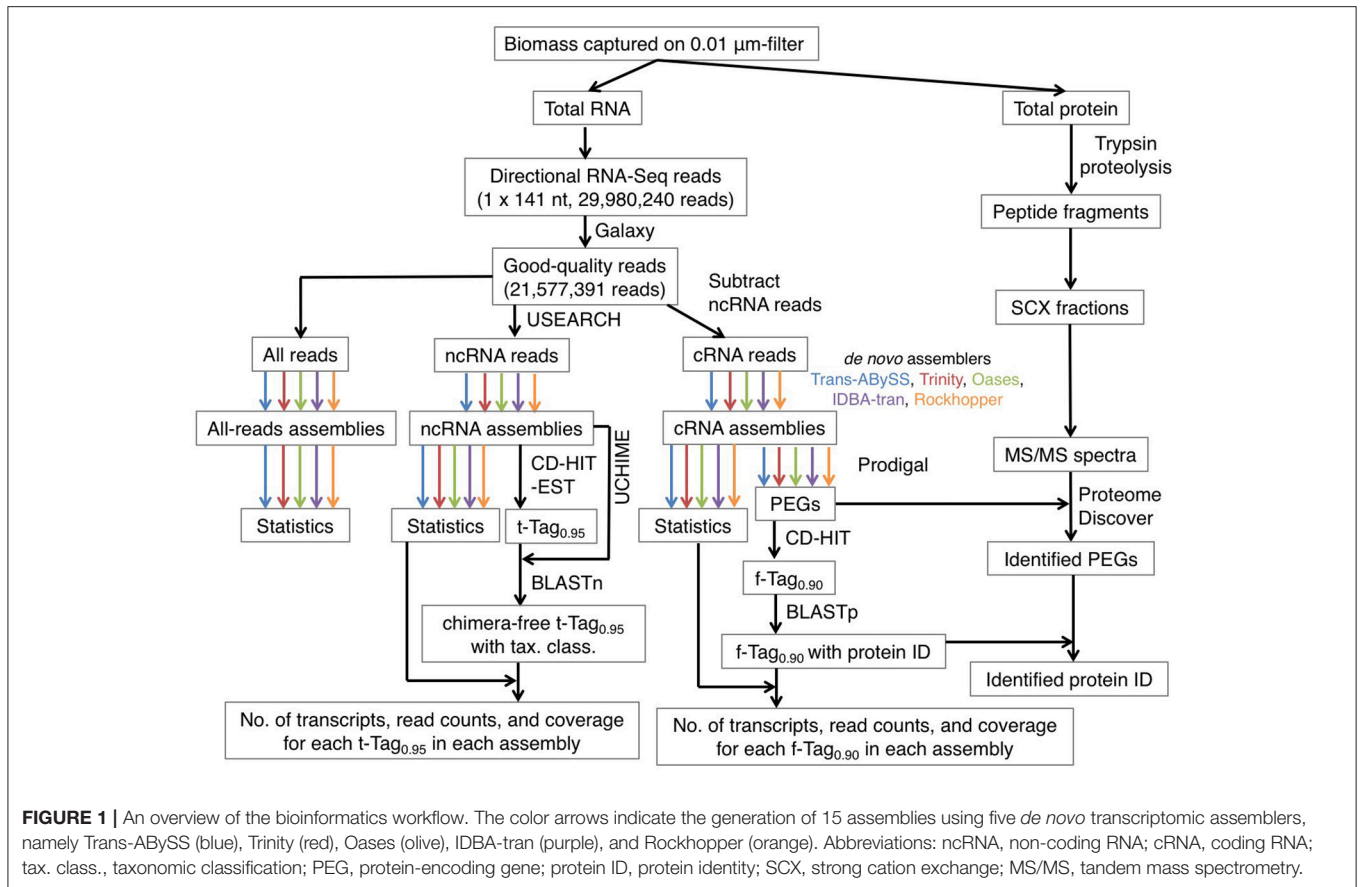 Biomass captured on 0.01 µm-filter
Total RNA
Total protein
Trypsin
proteolysis
Directional RNA-Seq reads
(1 x 141 nt, 29,980,240 reads)
Peptide fragments
Galaxy
Good-quality reads
(21,577,391 reads)
Subtract
ncRNA reads
SCX fractions
USEARCH
All reads
ncRNA reads
cRNA reads
de novo assemblers
Trans-ABySS, Trinity, Oases,
IDBA-tran, Rockhopper
All-reads assemblies
ncRNA assemblies
cRNA assemblies
UCHIME
CD-HIT
-EST
Prodigal
MS/MS spectra
Statistics
Statistics
t-Tag0.95
Statistics
PEGs
Proteome
Discover
CD-HIT
Identified PEGs
BLASTn
f-Tag0.90
BLASTp
chimera-free t-Tag0.95
with tax. class.
f-Tag0.90 with protein ID
Identified protein ID
No. of transcripts, read counts, and coverage
for each t-Tag0.95 in each assembly
No. of transcripts, read counts, and coverage
for each f-Tag0.90 in each assembly
FIGURE 1 | An overview of the bioinformatics workflow. The color arrows indicate the generation of 15 assemblies using five de novo transcriptomic assemblers,
namely Trans-ABySS (blue), Trinity (red), Oases (olive), IDBA-tran (purple), and Rockhopper (orange). Abbreviations: ncRNA, non-coding RNA; cRNA, coding RNA;
tax. class., taxonomic classification; PEG, protein-encoding gene; protein ID, protein identity; SCX, strong cation exchange; MS/MS, tandem mass spectrometry.